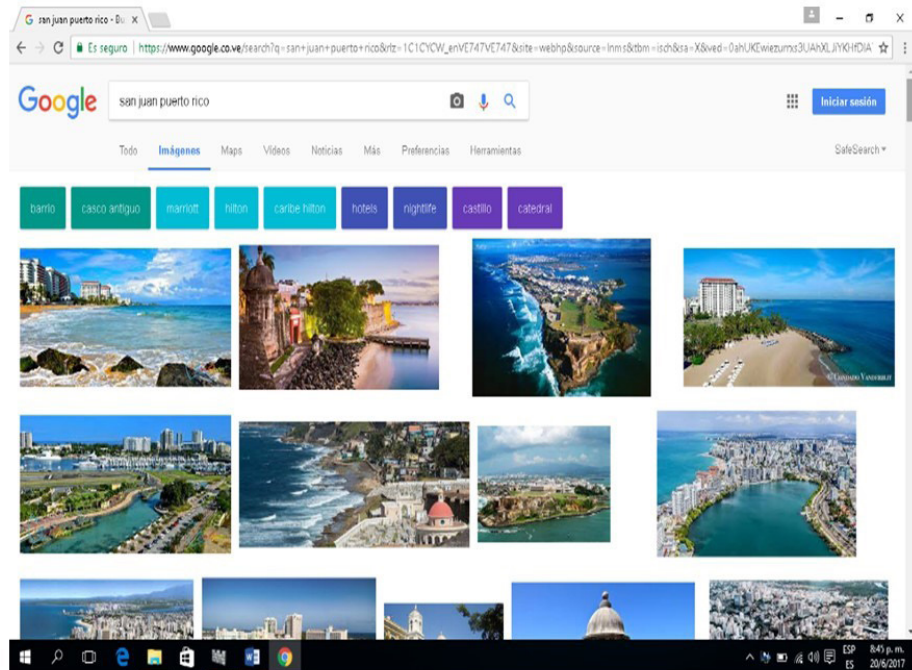 san juan puerto rico - Bu
Es seguro | https://www.google.co.ve/search?q=san+juan+puerto+rico&rlz=1C1CYCW_enVE747VE747&site=webhp&source=lnms&tbm=isch&sa=X&ved=
Google
san juan puerto rico
Iniciar sesión
Todo Imágenes Maps Vídeos Noticias Más Preferencias Herramientas SafeSearch
barrio casco antiguo marriott hilton caribe hilton hotels nightlife castillo catedral
© CONDADO VANDERBILT
ESP 8:45 p. m.
ES 20/6/2017